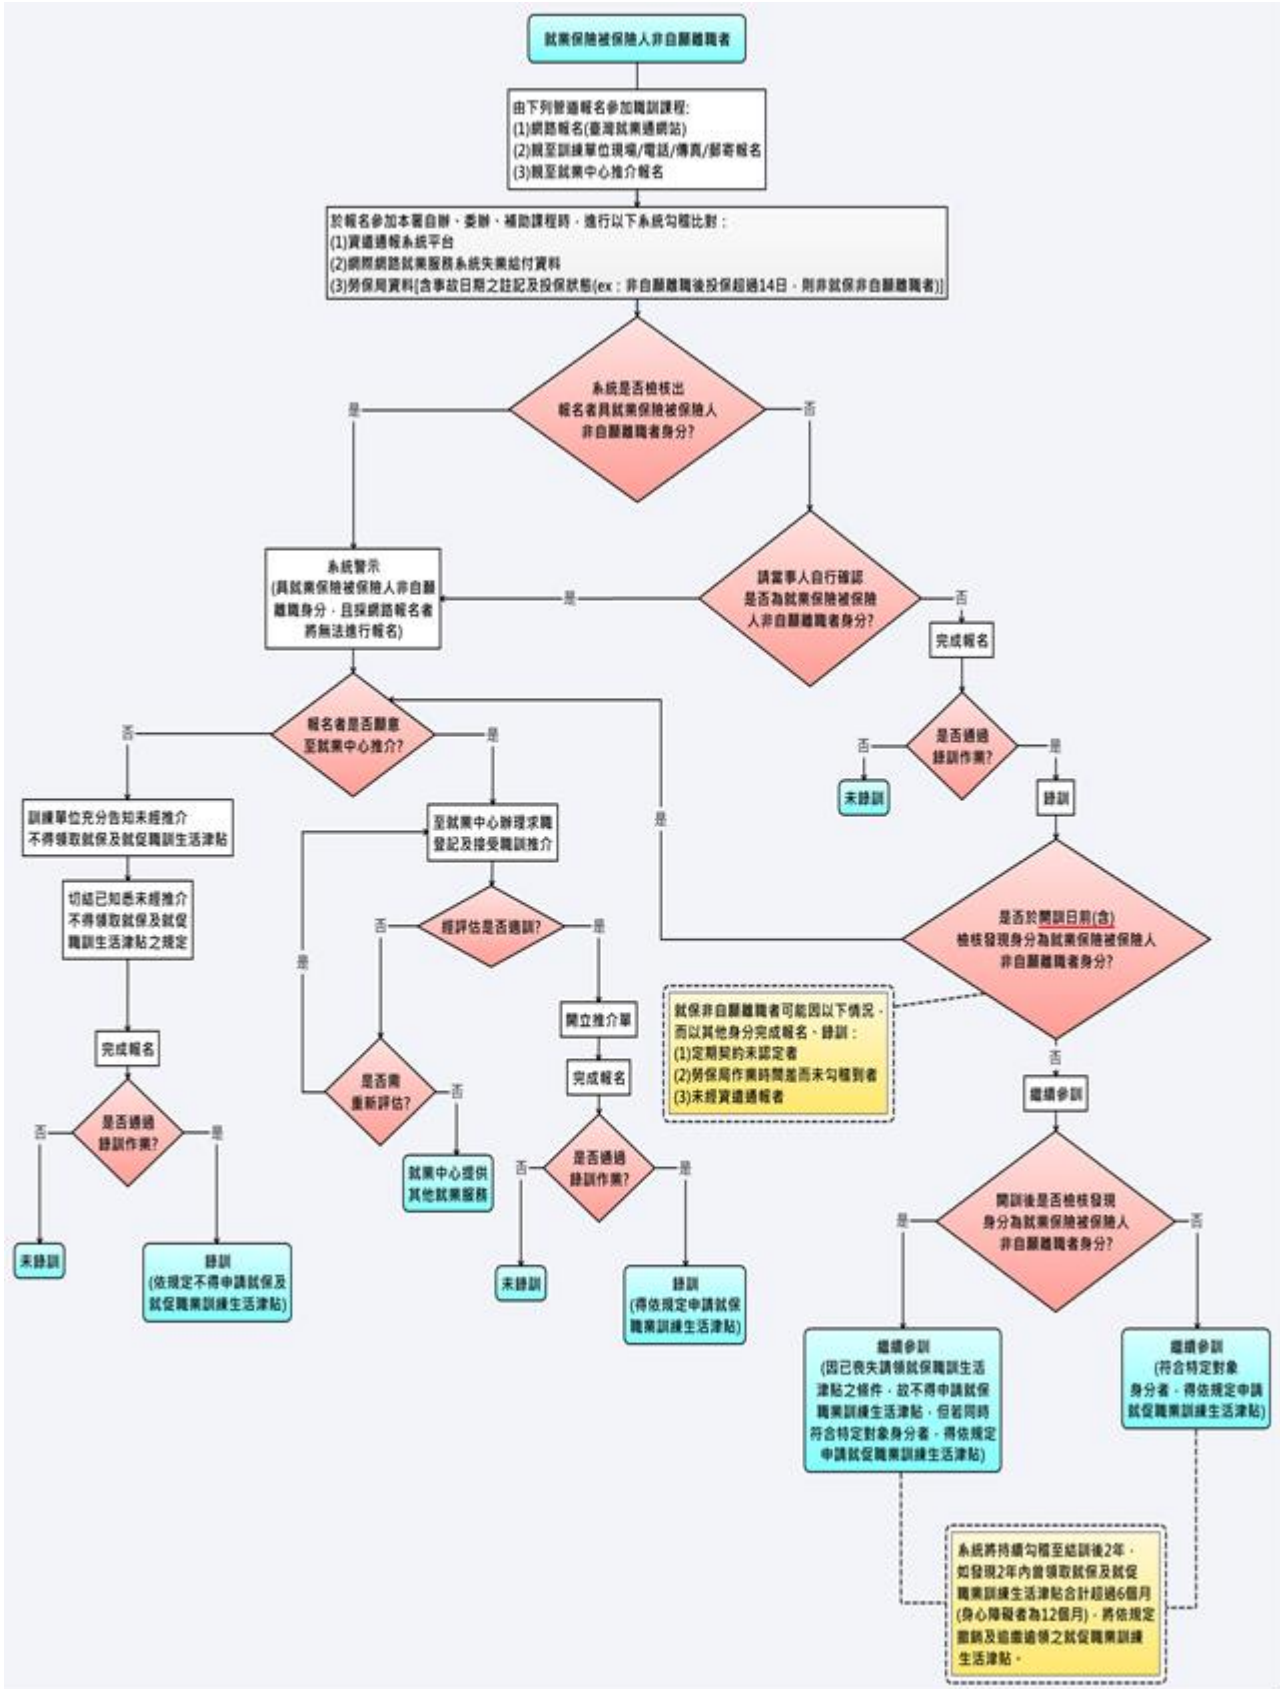 就業保險被保險人非自願離職者
由下列管道報名參加職訓課程:
(1)網路報名(臺灣就業通網站)
(2)親至訓練單位現場/電話/傳真/郵寄報名
(3)親至就業中心推介報名
於報名參加本署自辦、委辦、補助課程時，進行以下系統勾稽比對：
(1)資遣通報系統平台
(2)網際網路就業服務系統失業給付資料
(3)勞保局資料[含事故日期之註記及投保狀態(ex：非自願離職後投保超過14日，則非就保非自願離職者)]
系統是否檢核出
報名者具就業保險被保險人
非自願離職者身分?
是
否
系統警示
(具就業保險被保險人非自願
離職身分，且採網路報名者
將無法進行報名)
是
請當事人自行確認
是否為就業保險被保險
人非自願離職者身分?
否
完成報名
報名者是否願意
至就業中心推介?
否
是
是否通過
錄訓作業?
否
是
未錄訓
錄訓
訓練單位充分告知未經推介
不得領取就保及就促職訓生活津貼
至就業中心辦理求職
登記及接受職訓推介
是
切結已知悉未經推介
不得領取就保及就促
職訓生活津貼之規定
經評估是否適訓?
否
是
是否於開訓日前(含)
檢核發現身分為就業保險被保險人
非自願離職者身分?
是
就保非自願離職者可能因以下情況，
而以其他身分完成報名、錄訓：
(1)定期契約未認定者
(2)勞保局作業時間差而未勾稽到者
(3)未經資遣通報者
開立推介單
完成報名
完成報名
否
繼續參訓
是否需
重新評估?
否
是否通過
錄訓作業?
否
是
就業中心提供
其他就業服務
是否通過
錄訓作業?
否
是
開訓後是否檢核發現
身分為就業保險被保險人
非自願離職者身分?
是
否
未錄訓
錄訓
(依規定不得申請就保及
就促職業訓練生活津貼)
未錄訓
錄訓
(得依規定申請就保
職業訓練生活津貼)
繼續參訓
(因已喪失請領就保職訓生活
津貼之條件，故不得申請就保
職業訓練生活津貼，但若同時
符合特定對象身分者，得依規定
申請就促職業訓練生活津貼)
繼續參訓
(符合特定對象
身分者，得依規定申請
就促職業訓練生活津貼)
系統將持續勾稽至結訓後2年，
如發現2年內曾領取就保及就促
職業訓練生活津貼合計超過6個月
(身心障礙者為12個月)，將依規定
撤銷及追繳逾領之就促職業訓練
生活津貼。